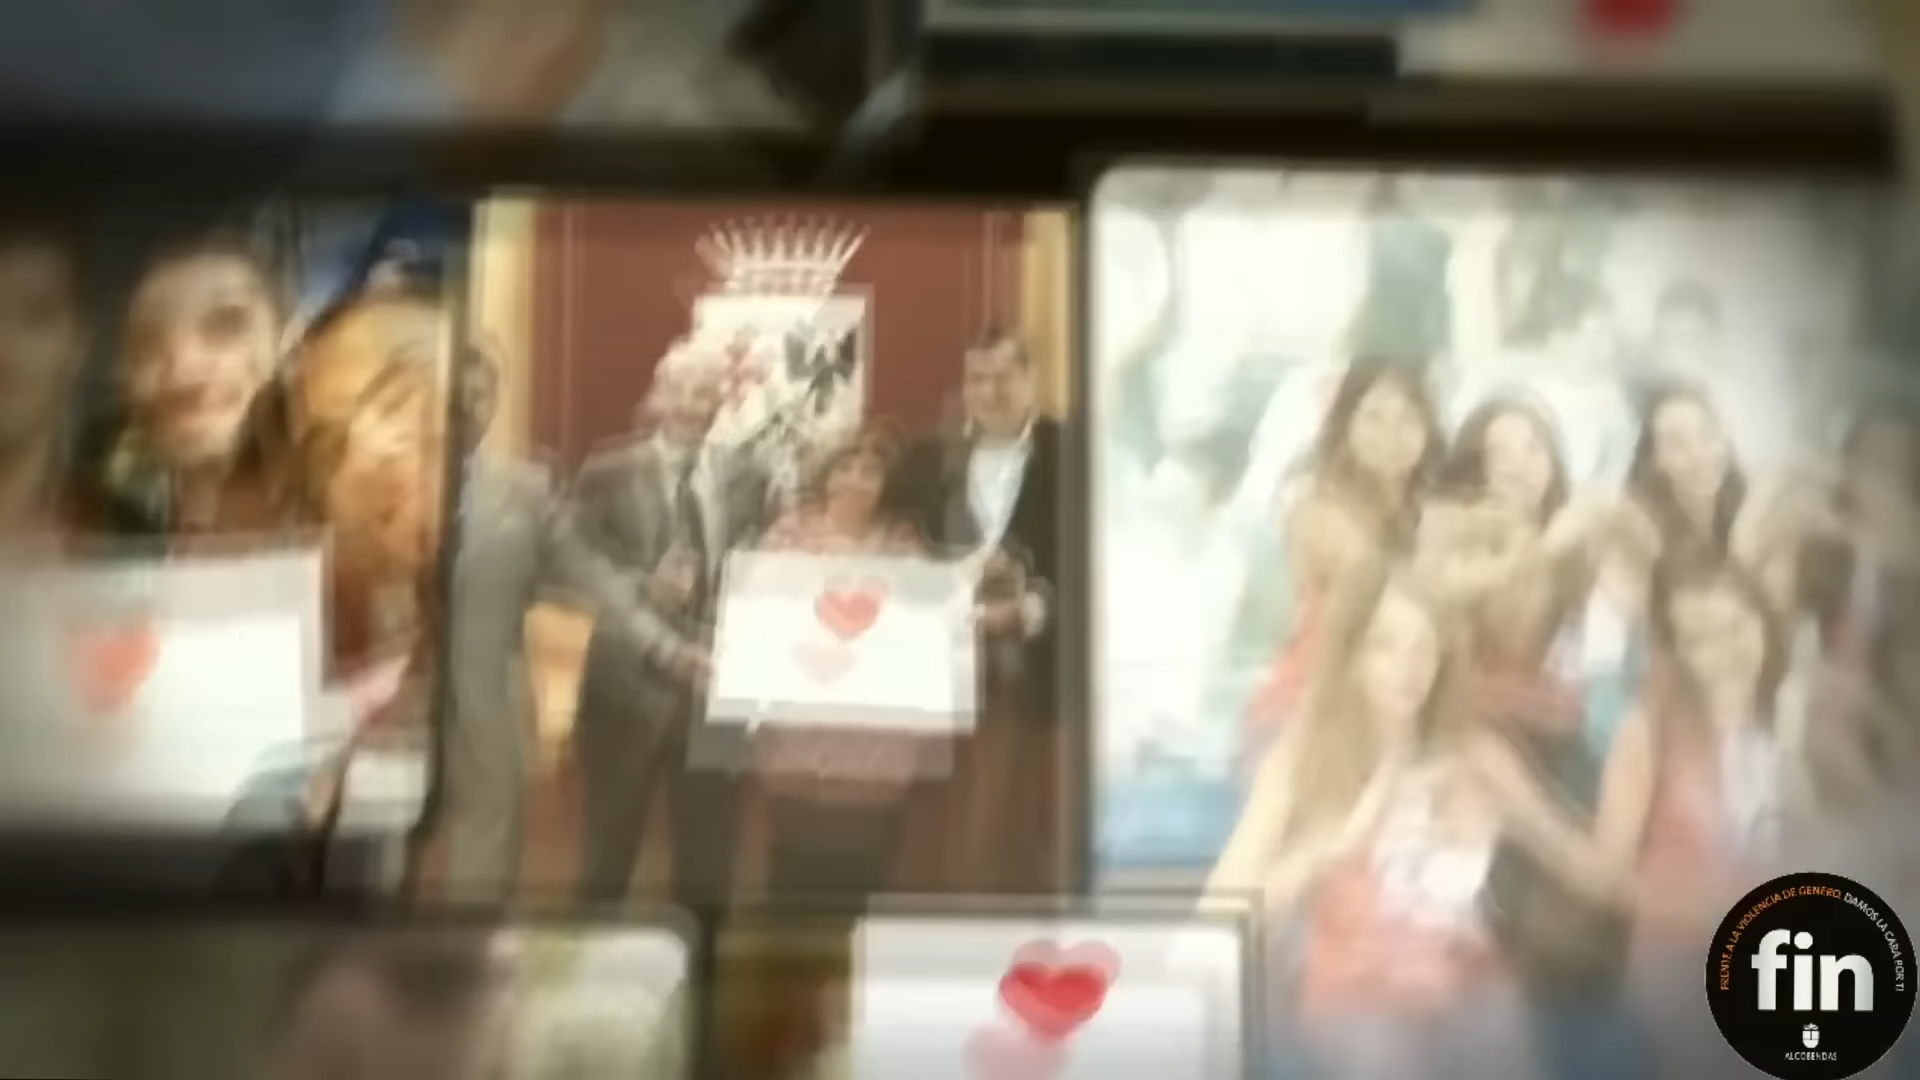 FRENTE A LA VIOLENCIA DE GENERO, DAMOS LA CARA POR TI
fin
ALCOBENDAS